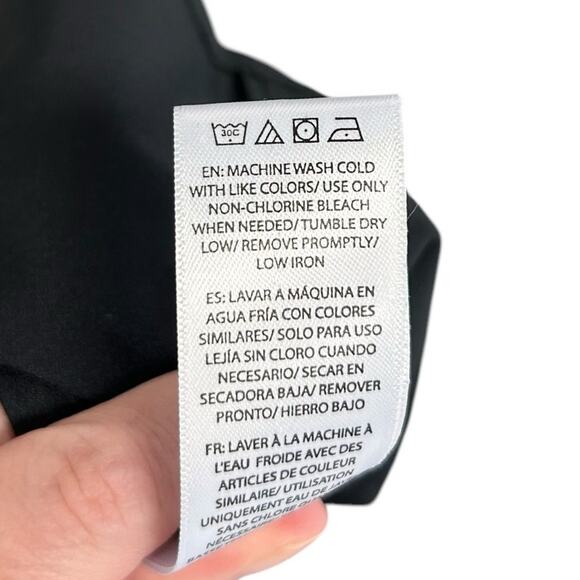 30C
EN: MACHINE WASH COLD
WITH LIKE COLORS/ USE ONLY
NON-CHLORINE BLEACH
WHEN NEEDED/ TUMBLE DRY
LOW/ REMOVE PROMPTLY/
LOW IRON
ES: LAVAR A MÁQUINA EN
AGUA FRÍA CON COLORES
SIMILARES/ SOLO PARA USO
LEJÍA SIN CLORO CUANDO
NECESARIO/ SECAR EN
SECADORA BAJA/ REMOVER
PRONTO/ HIERRO BAJO
FR: LAVER À LA MACHINE À
L'EAU FROIDE AVEC DES
ARTICLES DE COULEUR
SIMILAIRE/ UTILISATION
UNIQUEMENT EAU DE
SANS CHLORE